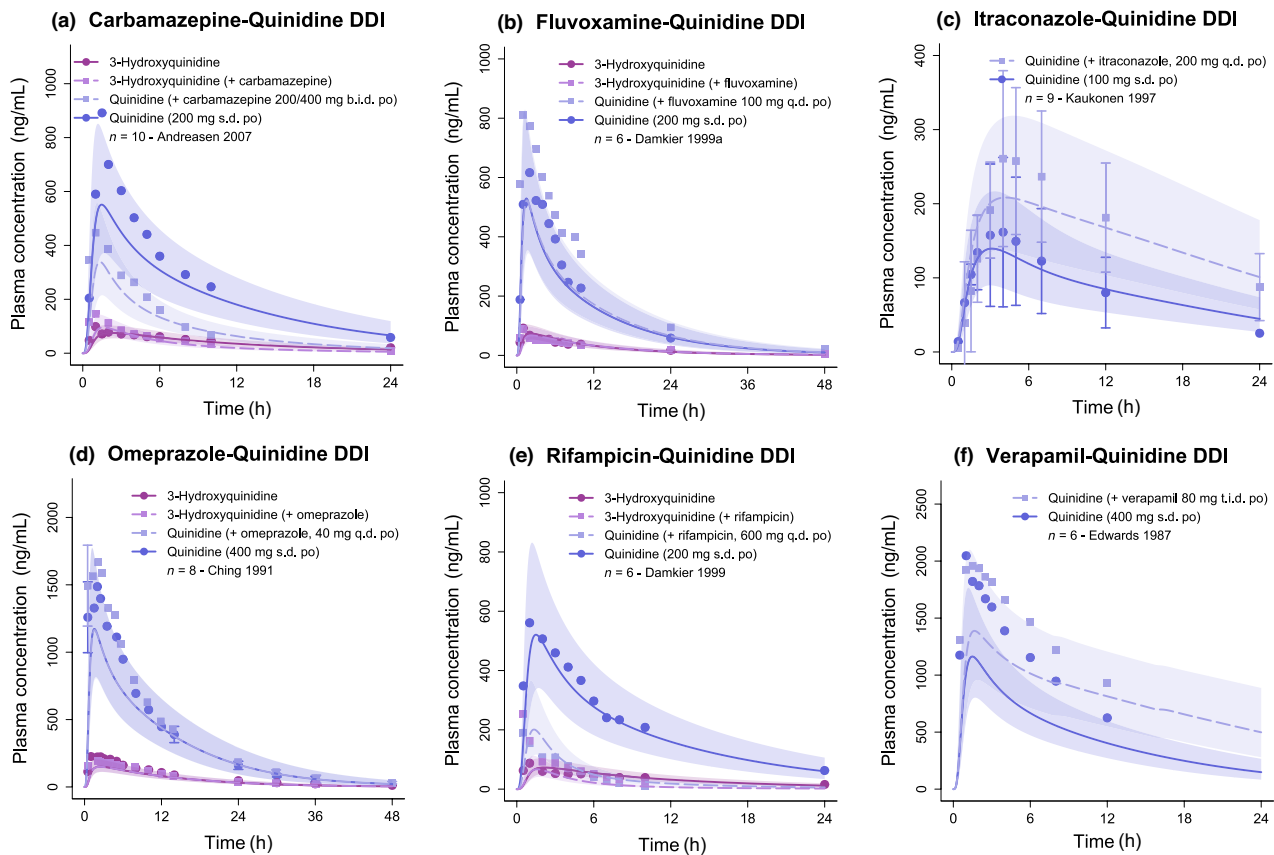 (a) Carbamazepine-Quinidine DDI
Plasma concentration (ng/mL)
1000
800
600
400
200
0
3-Hydroxyquinidine
3-Hydroxyquinidine (+ carbamazepine)
Quinidine (+ carbamazepine 200/400 mg b.i.d. po)
Quinidine (200 mg s.d. po)
n = 10 - Andreasen 2007
0 6 12 18 24
Time (h)
(b) Fluvoxamine-Quinidine DDI
Plasma concentration (ng/mL)
1000
800
600
400
200
0
3-Hydroxyquinidine
3-Hydroxyquinidine (+ fluvoxamine)
Quinidine (+ fluvoxamine 100 mg q.d. po)
Quinidine (200 mg s.d. po)
n = 6 - Damkier 1999a
0 12 24 36 48
Time (h)
(c) Itraconazole-Quinidine DDI
Plasma concentration (ng/mL)
400
300
200
100
0
Quinidine (+ itraconazole, 200 mg q.d. po)
Quinidine (100 mg s.d. po)
n = 9 - Kaukonen 1997
0 6 12 18 24
Time (h)
(d) Omeprazole-Quinidine DDI
Plasma concentration (ng/mL)
2000
1500
1000
500
0
3-Hydroxyquinidine
3-Hydroxyquinidine (+ omeprazole)
Quinidine (+ omeprazole, 40 mg q.d. po)
Quinidine (400 mg s.d. po)
n = 8 - Ching 1991
0 12 24 36 48
Time (h)
(e) Rifampicin-Quinidine DDI
Plasma concentration (ng/mL)
1000
800
600
400
200
0
3-Hydroxyquinidine
3-Hydroxyquinidine (+ rifampicin)
Quinidine (+ rifampicin, 600 mg q.d. po)
Quinidine (200 mg s.d. po)
n = 6 - Damkier 1999
0 6 12 18 24
Time (h)
(f) Verapamil-Quinidine DDI
Plasma concentration (ng/mL)
2500
2000
1500
1000
500
0
Quinidine (+ verapamil 80 mg t.i.d. po)
Quinidine (400 mg s.d. po)
n = 6 - Edwards 1987
0 6 12 18 24
Time (h)